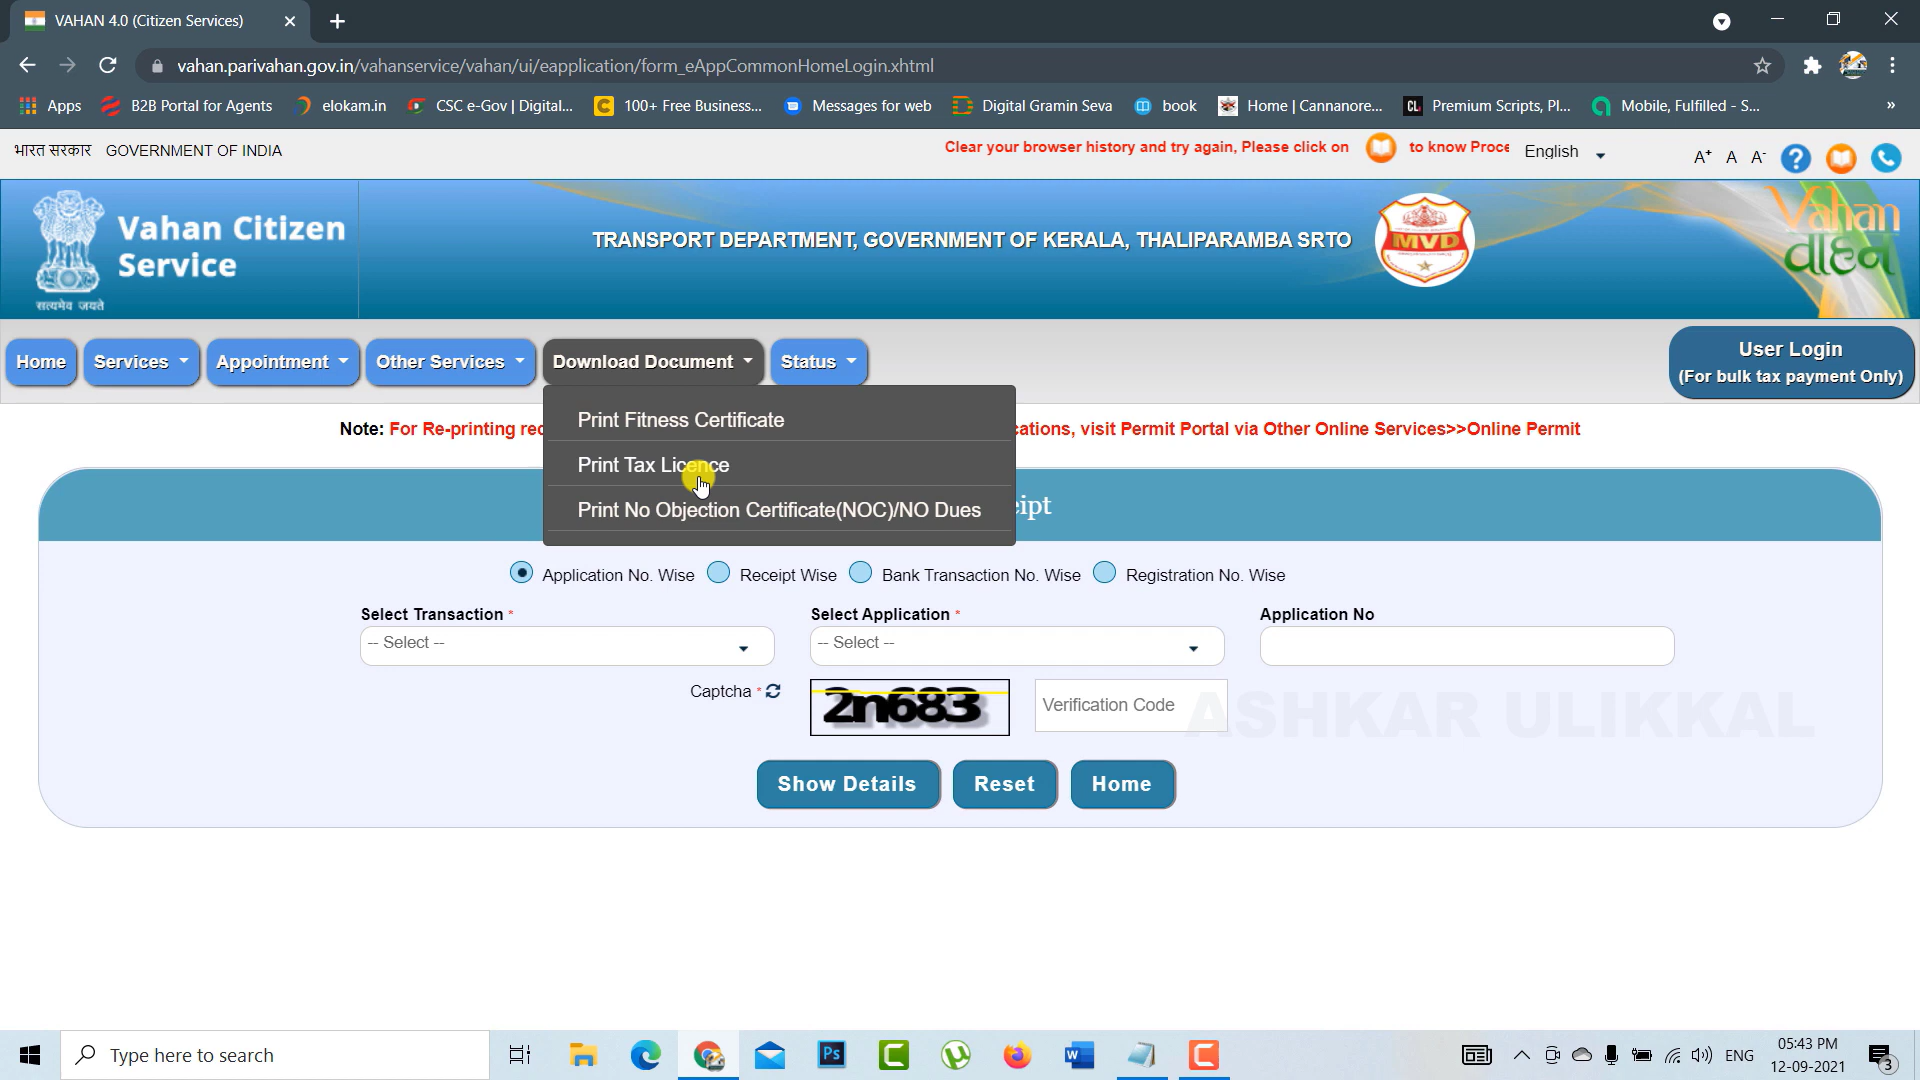 VAHAN 4.0 (Citizen Services)
vahan.parivahan.gov.in/vahanservice/vahan/ui/eapplication/form_eAppCommonHomeLogin.xhtml
Apps B2B Portal for Agents elokam.in CSC e-Gov | Digital... 100+ Free Business... Messages for web Digital Gramin Seva book Home | Cannanore... CL Premium Scripts, Pl... Mobile, Fulfilled - S... »
भारत सरकार GOVERNMENT OF INDIA
Clear your browser history and try again, Please click on to know Proce English A+ A A-
Vahan Citizen
Service
सत्यमेव जयते
TRANSPORT DEPARTMENT, GOVERNMENT OF KERALA, THALIPARAMBA SRTO
MVD
Vahan
Home Services Appointment Other Services Download Document Status
User Login
(For bulk tax payment Only)
Print Fitness Certificate
Print Tax Licence
Print No Objection Certificate(NOC)/NO Dues
Note: For Re-printing rec cations, visit Permit Portal via Other Online Services>>Online Permit
eipt
Application No. Wise Receipt Wise Bank Transaction No. Wise Registration No. Wise
Select Transaction * Select Application * Application No
-- Select -- -- Select --
Captcha * 2n683 Verification Code
ASHKAR ULIKKAL
Show Details Reset Home
Type here to search
Ps
ENG
05:43 PM
12-09-2021
3